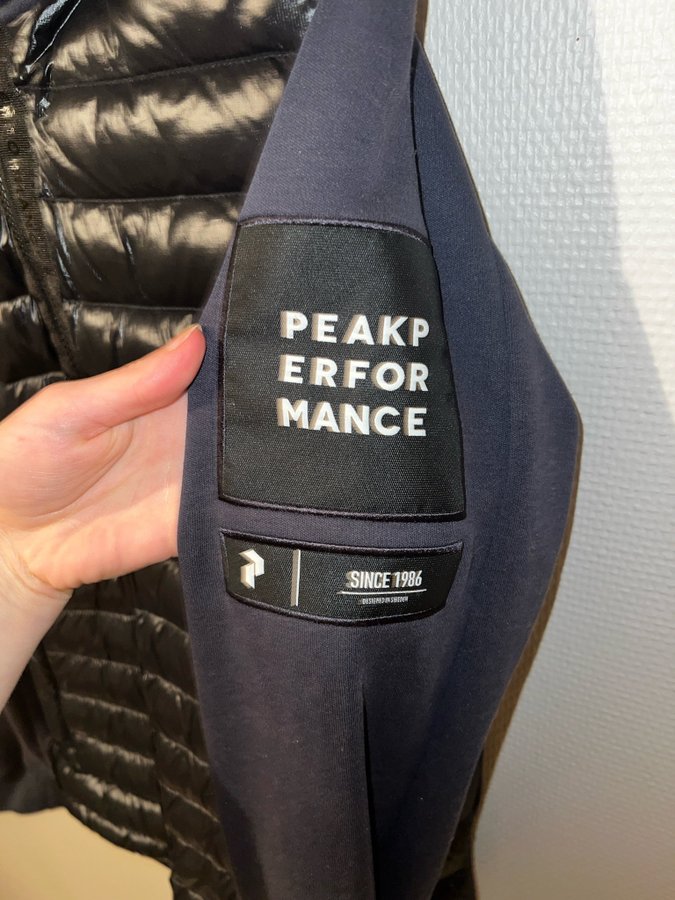 PEAKP
ERFOR
MANCE
SINCE 1986
DESIGNED IN SWEDEN